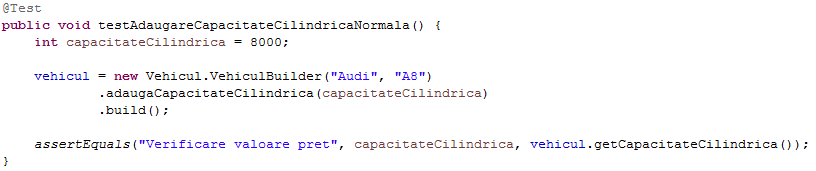 @Test
public void testAdaugareCapacitateCilindricaNormala() {
    int capacitateCilindrica = 8000;

    vehicul = new Vehicul.VehiculBuilder("Audi", "A8")
            .adaugaCapacitateCilindrica(capacitateCilindrica)
            .build();

    assertEquals("Verificare valoare pret", capacitateCilindrica, vehicul.getCapacitateCilindrica());
}